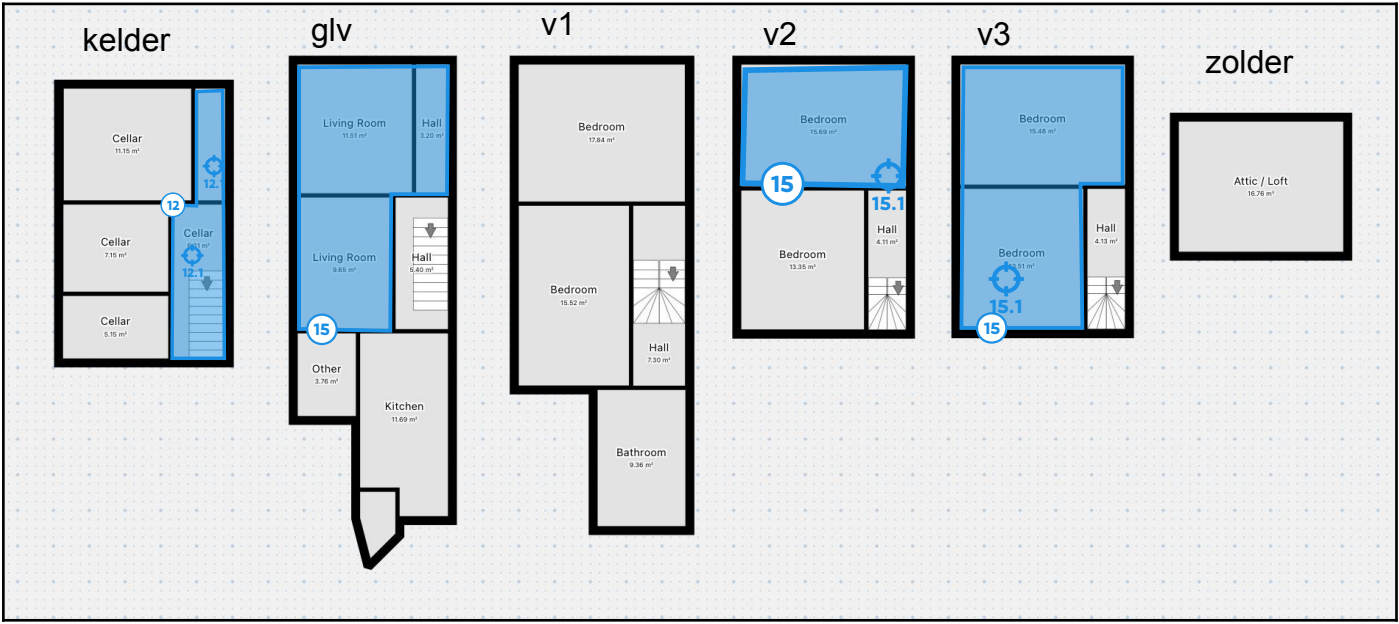 kelder
Cellar
11.15 m²
12.
12
Cellar
7.15 m²
Cellar
12.1
Cellar
5.15 m²
glv
Living Room
11.51 m²
Hall
3.20 m²
Living Room
9.65 m²
Hall
5.40 m²
15
Other
3.76 m²
Kitchen
11.69 m²
v1
Bedroom
17.84 m²
Bedroom
15.52 m²
Hall
7.30 m²
Bathroom
9.36 m²
v2
Bedroom
15.69 m²
15
15.1
Bedroom
13.35 m²
Hall
4.11 m²
v3
Bedroom
15.48 m²
Bedroom
15.1
15
Hall
4.13 m²
zolder
Attic / Loft
16.76 m²